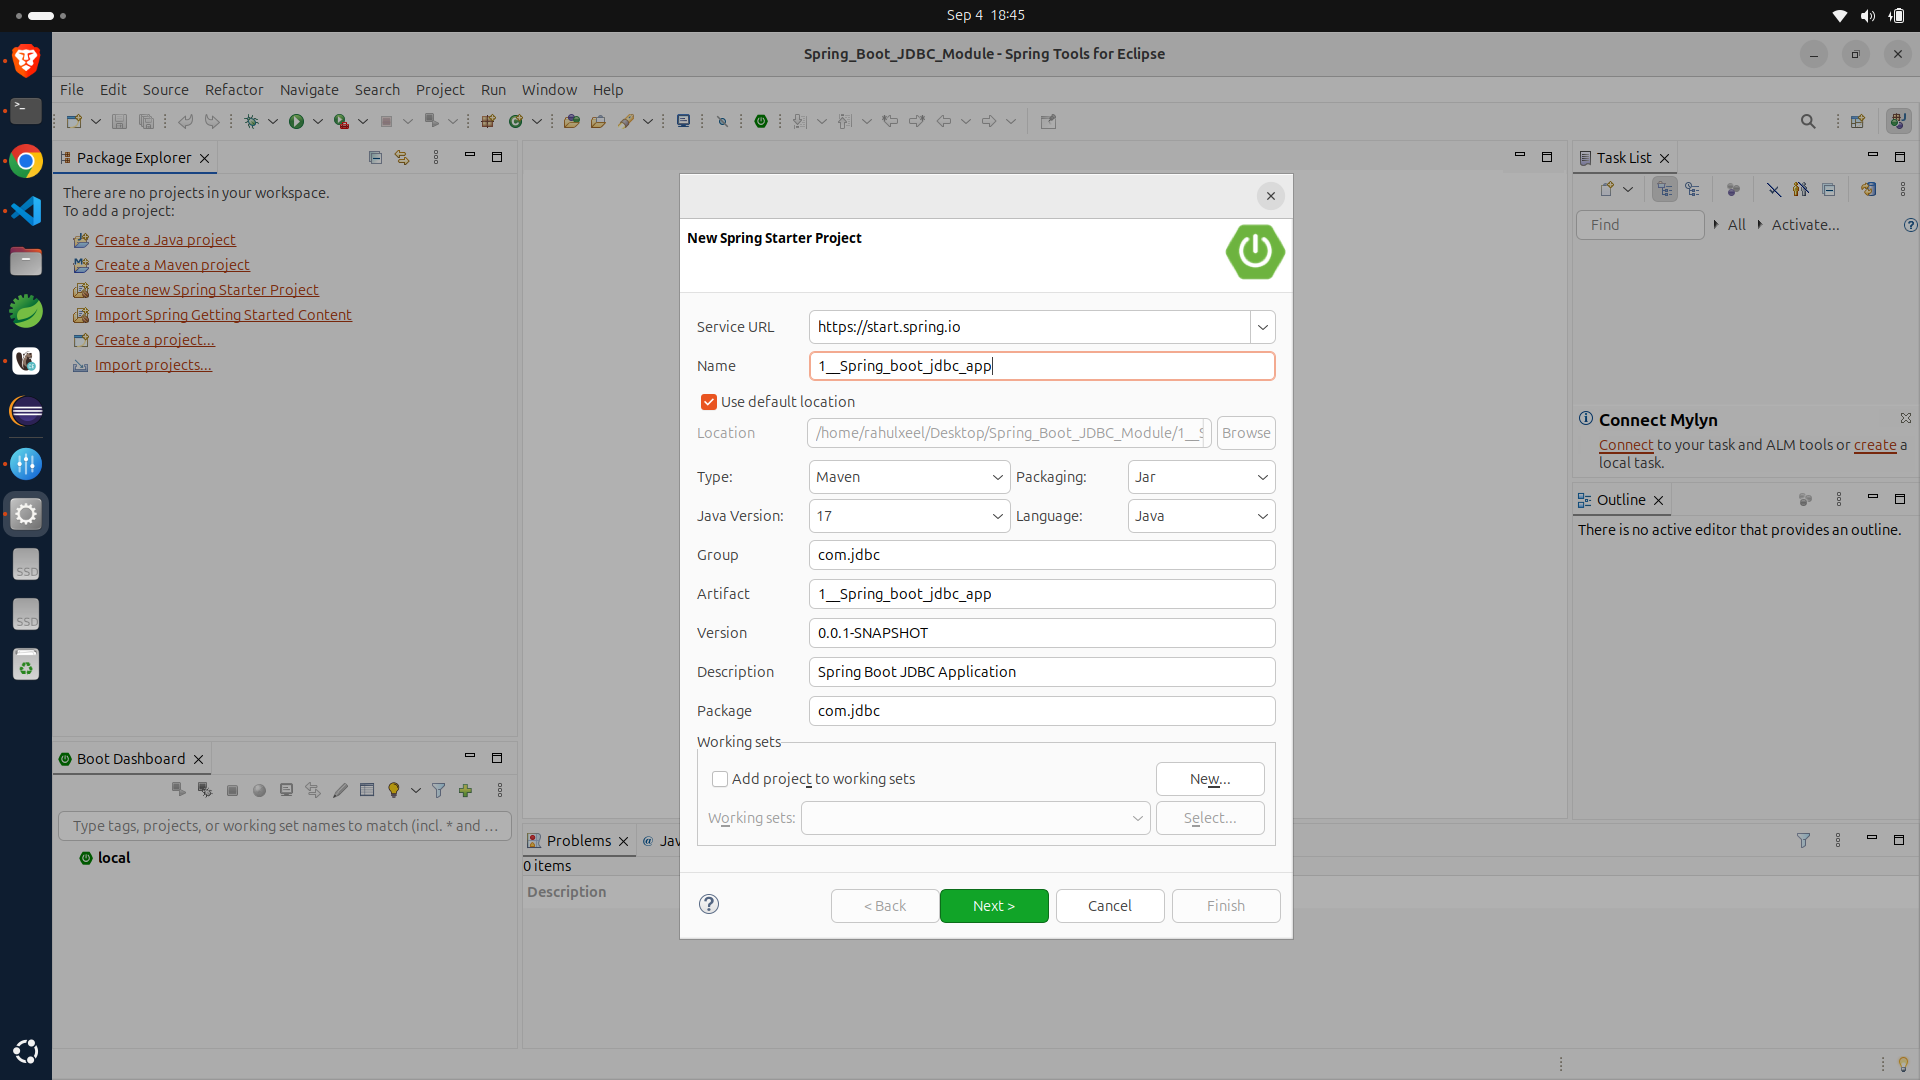 Sep 4 18:45
Spring_Boot_JDBC_Module - Spring Tools for Eclipse
File Edit Source Refactor Navigate Search Project Run Window Help
Package Explorer
There are no projects in your workspace.
To add a project:
Create a Java project
Create a Maven project
Create new Spring Starter Project
Import Spring Getting Started Content
Create a project...
Import projects...
Boot Dashboard
Type tags, projects, or working set names to match (incl. * and ...
local
New Spring Starter Project
Service URL https://start.spring.io
Name 1__Spring_boot_jdbc_app
Use default location
Location /home/rahulxeel/Desktop/Spring_Boot_JDBC_Module/1__S Browse
Type: Maven Packaging: Jar
Java Version: 17 Language: Java
Group com.jdbc
Artifact 1__Spring_boot_jdbc_app
Version 0.0.1-SNAPSHOT
Description Spring Boot JDBC Application
Package com.jdbc
Working sets
Add project to working sets New...
Working sets: Select...
< Back Next > Cancel Finish
Problems @ Jav
0 items
Description
Task List
Find All Activate...
Connect Mylyn
Connect to your task and ALM tools or create a
local task.
Outline
There is no active editor that provides an outline.
SSD
SSD